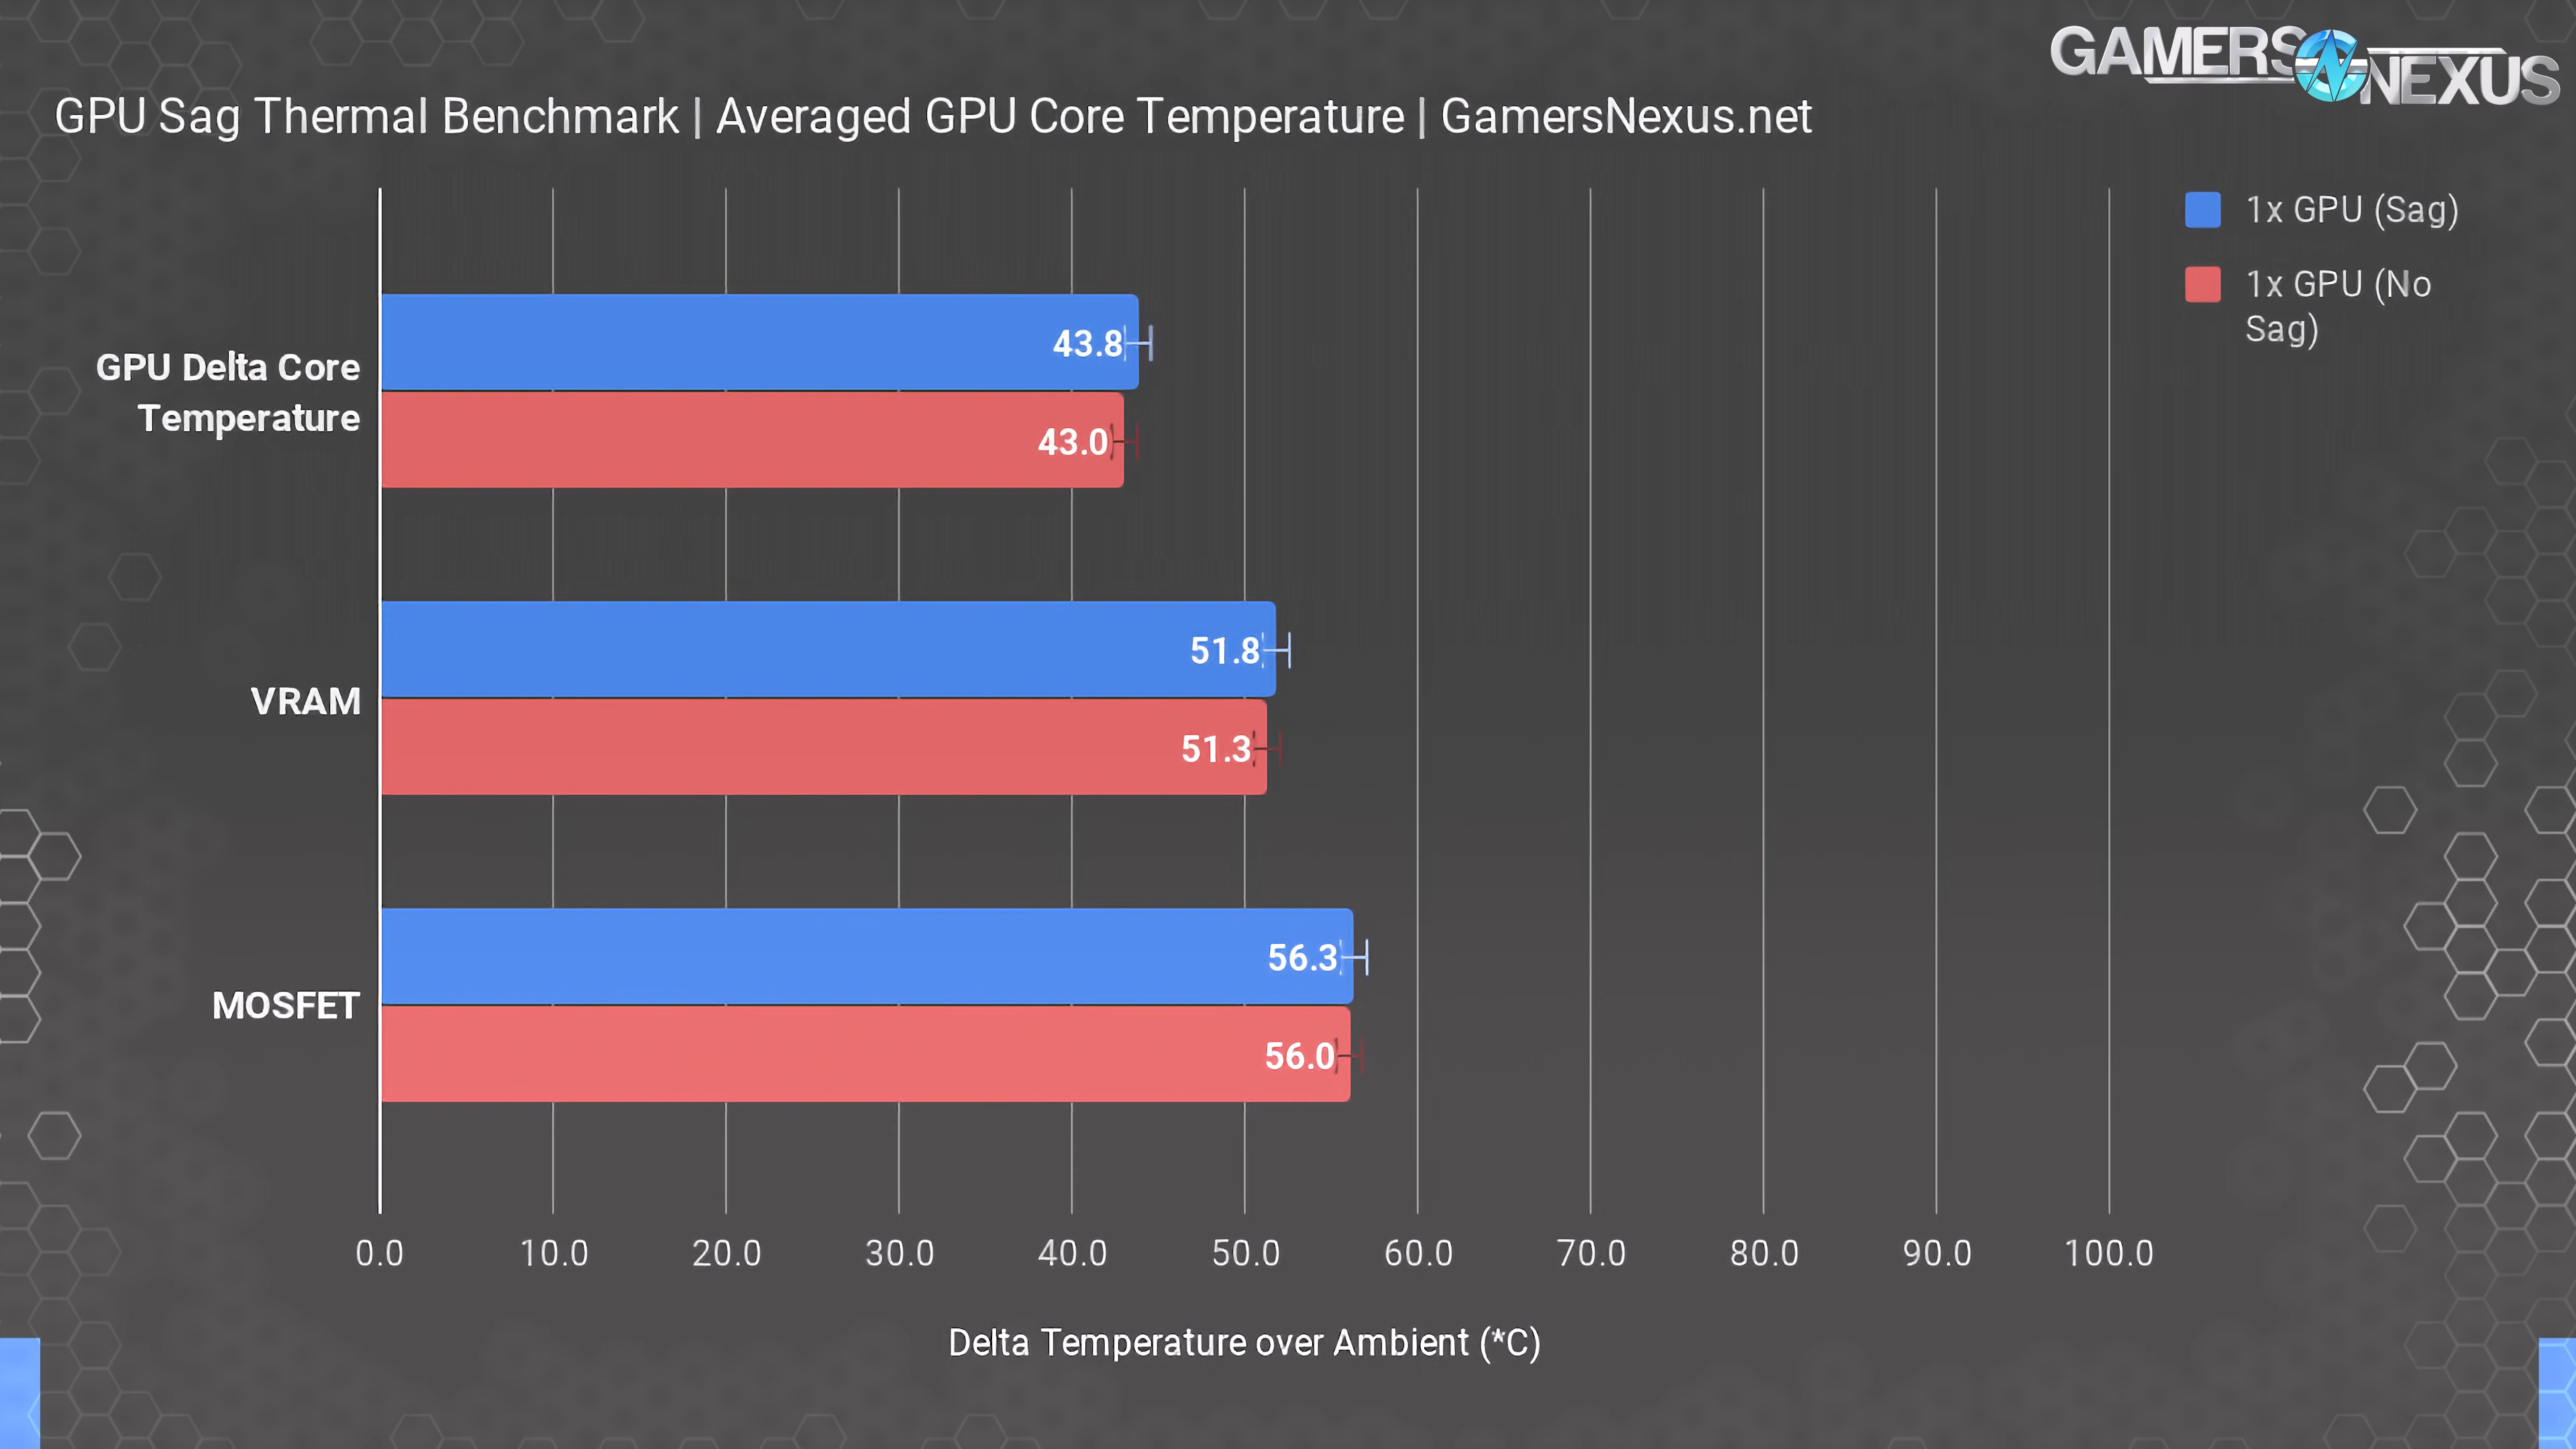 GAMERS NEXUS
GPU Sag Thermal Benchmark | Averaged GPU Core Temperature | GamersNexus.net
1x GPU (Sag)
1x GPU (No
Sag)
GPU Delta Core
Temperature
43.8
43.0
VRAM
51.8
51.3
MOSFET
56.3
56.0
0.0 10.0 20.0 30.0 40.0 50.0 60.0 70.0 80.0 90.0 100.0
Delta Temperature over Ambient (*C)